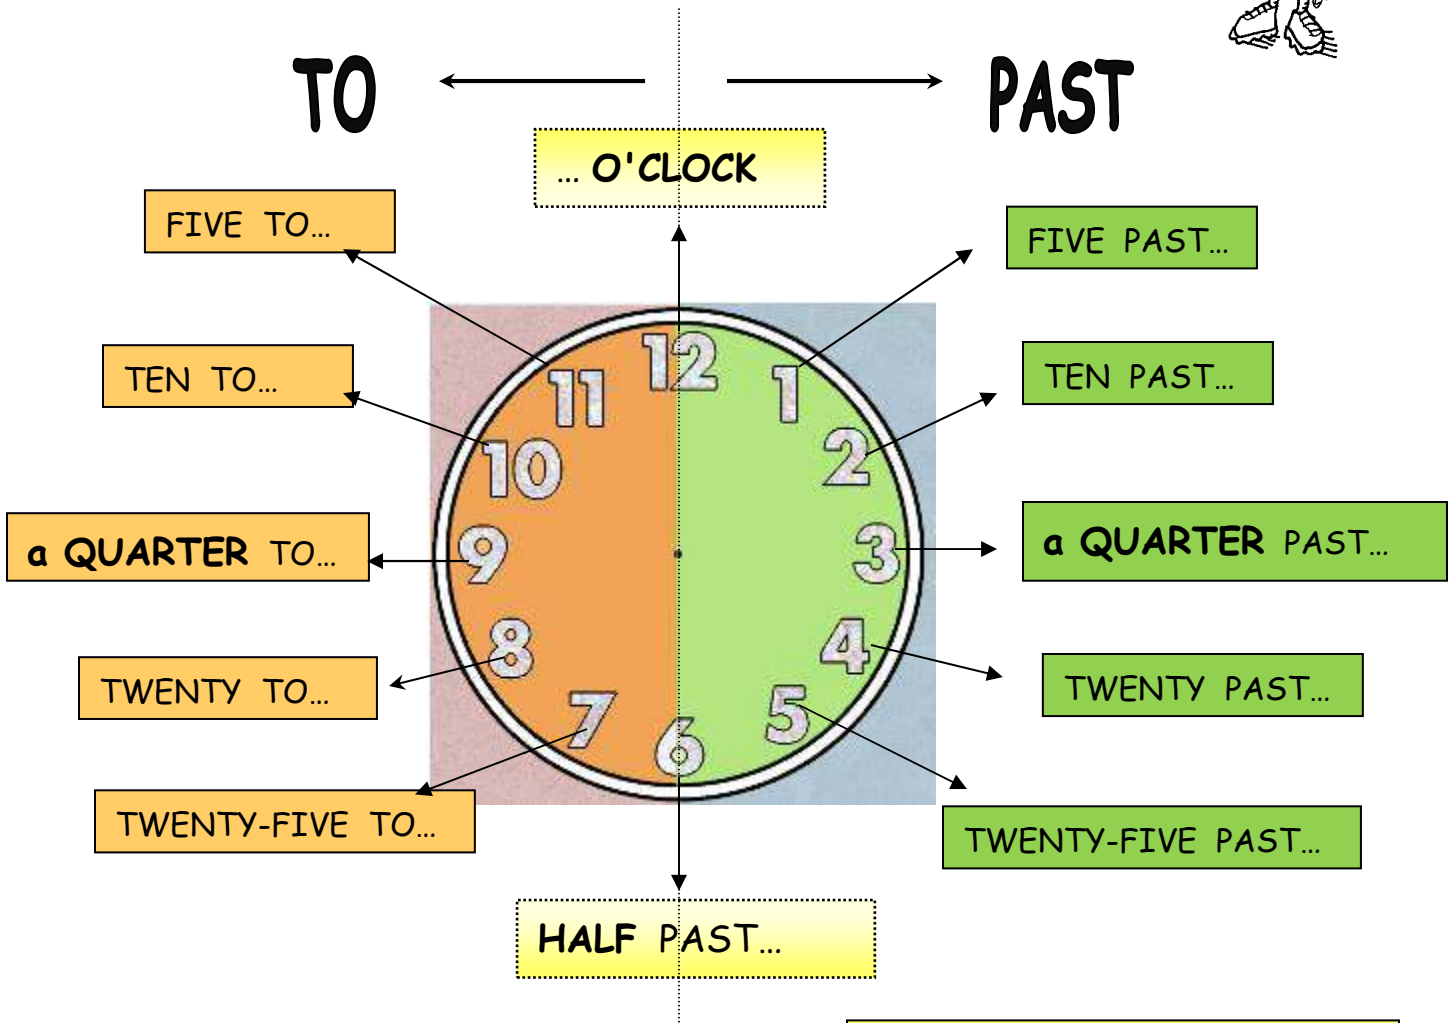 TO
PAST
... O'CLOCK
FIVE TO...
FIVE PAST...
TEN TO...
TEN PAST...
a QUARTER TO...
a QUARTER PAST...
TWENTY TO...
TWENTY PAST...
TWENTY-FIVE TO...
TWENTY-FIVE PAST...
HALF PAST...
12
11
1
10
2
9
3
8
4
7
5
6